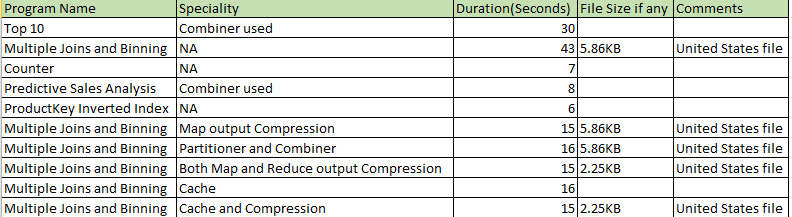 Program Name Speciality Duration(Seconds) File Size if any Comments
Top 10 Combiner used 30
Multiple Joins and Binning NA 43 5.86KB United States file
Counter NA 7
Predictive Sales Analysis Combiner used 8
ProductKey Inverted Index NA 6
Multiple Joins and Binning Map output Compression 15 5.86KB United States file
Multiple Joins and Binning Partitioner and Combiner 16 5.86KB United States file
Multiple Joins and Binning Both Map and Reduce output Compression 15 2.25KB United States file
Multiple Joins and Binning Cache 16 United States file
Multiple Joins and Binning Cache and Compression 15 2.25KB United States file